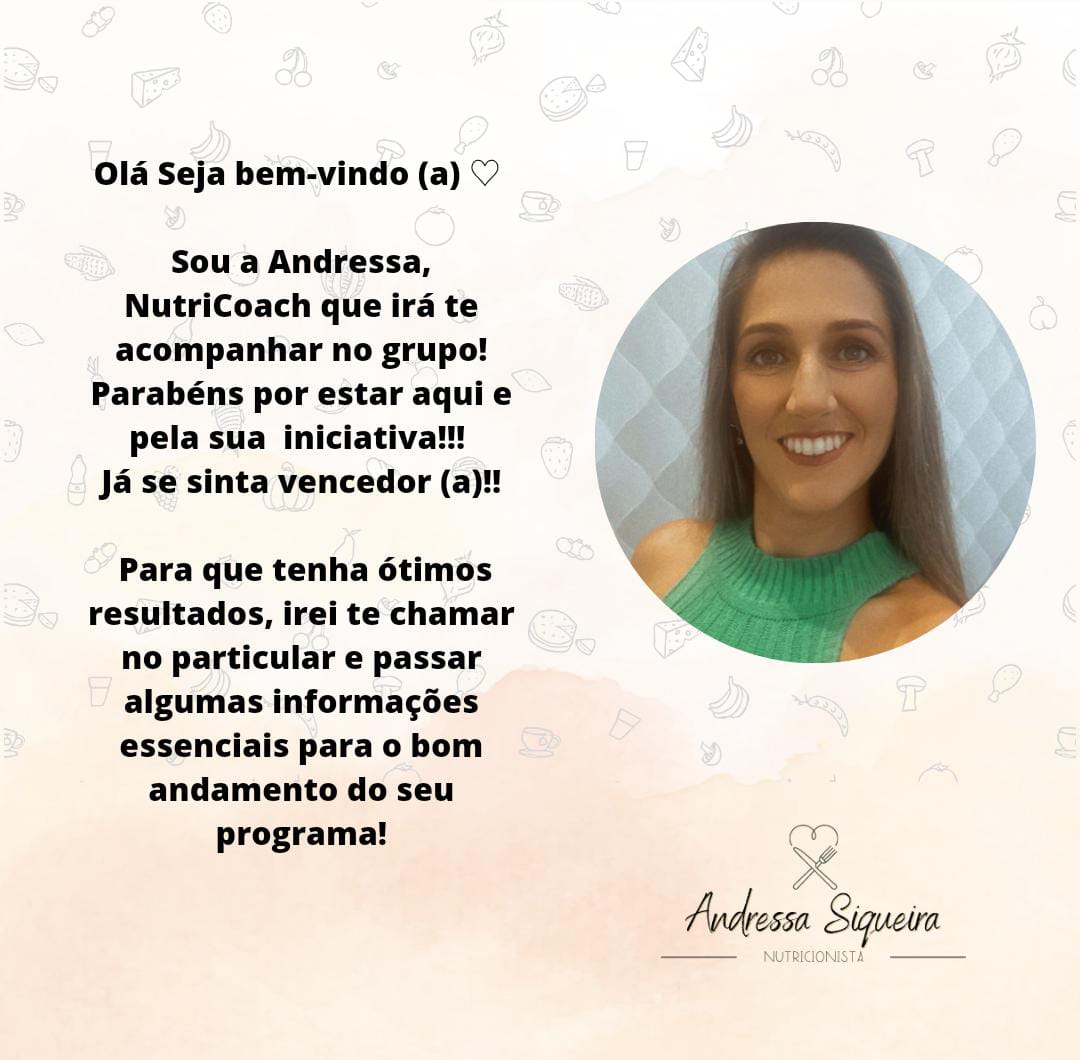 Olá Seja bem-vindo (a) ♡
Sou a Andressa,
NutriCoach que irá te
acompanhar no grupo!
Parabéns por estar aqui e
pela sua  iniciativa!!!
Já se sinta vencedor (a)!!
Para que tenha ótimos
resultados, irei te chamar
no particular e passar
algumas informações
essenciais para o bom
andamento do seu
programa!
Andressa Siqueira
NUTRICIONISTA